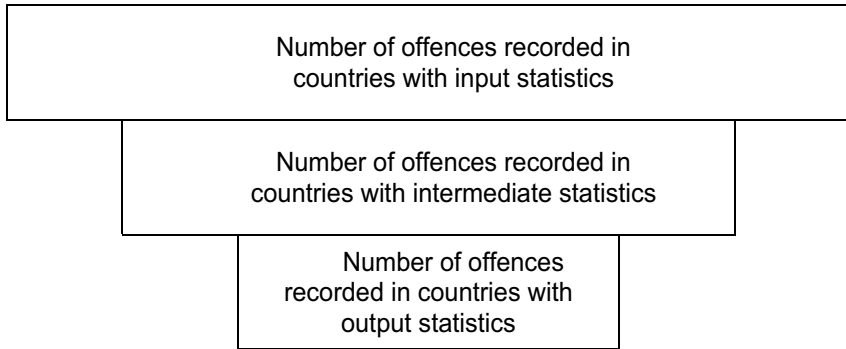 Number of offences recorded in
countries with input statistics
Number of offences recorded in
countries with intermediate statistics
Number of offences
recorded in countries with
output statistics